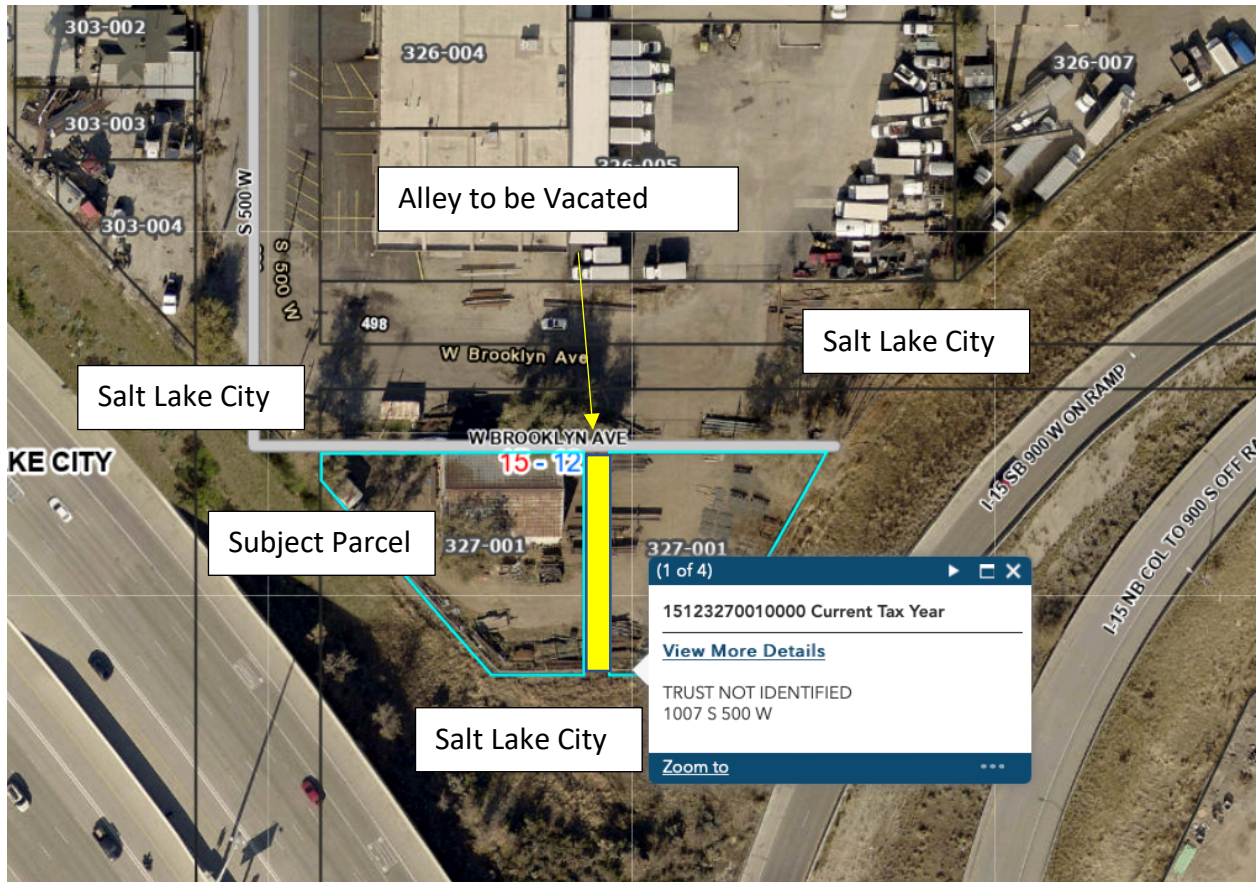 303-002
326-004
326-007
303-003
326-005
Alley to be Vacated
303-004
S 500 W
S 500 W
498
W Brooklyn Ave
Salt Lake City
Salt Lake City
I-15 SB 900 W ON RAMP
W BROOKLYN AVE
KE CITY
15 - 12
Subject Parcel
327-001
327-001
I-15 NB COL TO 900 S OFF RA
(1 of 4)
15123270010000 Current Tax Year
View More Details
TRUST NOT IDENTIFIED
1007 S 500 W
Salt Lake City
Zoom to